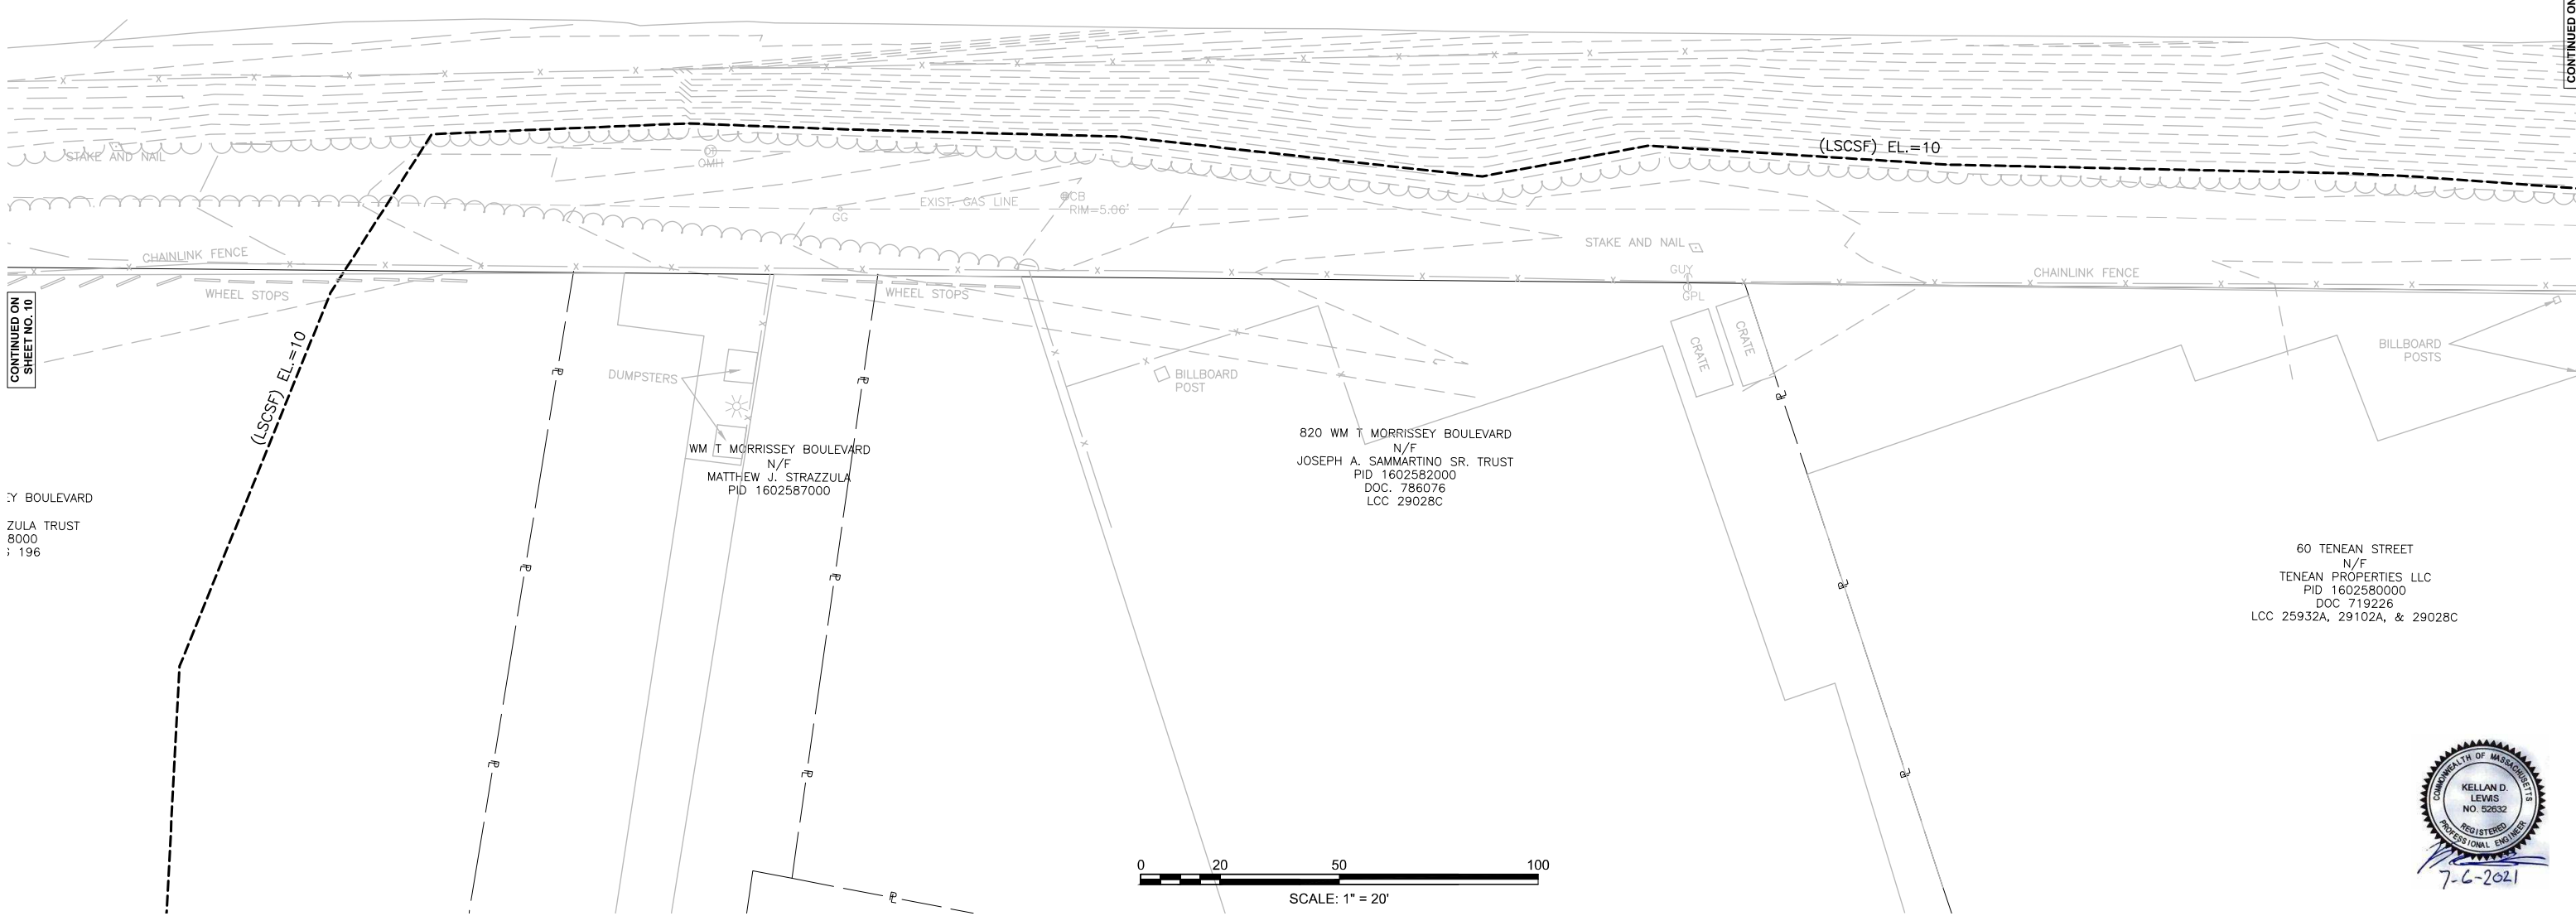 CONTINUED ON
(LSCSF) EL.=10
STAKE AND NAIL
OMH
EXIST. GAS LINE
CB
RIM=5.06'
GG
CHAINLINK FENCE
STAKE AND NAIL
GUY
GPL
CHAINLINK FENCE
WHEEL STOPS
WHEEL STOPS
CONTINUED ON
SHEET NO. 10
(LSCSF) EL.=10
CRATE
CRATE
BILLBOARD
POSTS
DUMPSTERS
BILLBOARD
POST
WM T MORRISSEY BOULEVARD
N/F
MATTHEW J. STRAZZULA
PID 1602587000
820 WM T MORRISSEY BOULEVARD
N/F
JOSEPH A. SAMMARTINO SR. TRUST
PID 1602582000
DOC. 786076
LCC 29028C
EY BOULEVARD
ZULA TRUST
8000
196
60 TENEAN STREET
N/F
TENEAN PROPERTIES LLC
PID 1602580000
DOC 719226
LCC 25932A, 29102A, & 29028C
COMMONWEALTH OF MASSACHUSETTS
KELLAN D.
LEWIS
NO. 52632
REGISTERED
PROFESSIONAL ENGINEER
7-6-2021
0 20 50 100
SCALE: 1" = 20'